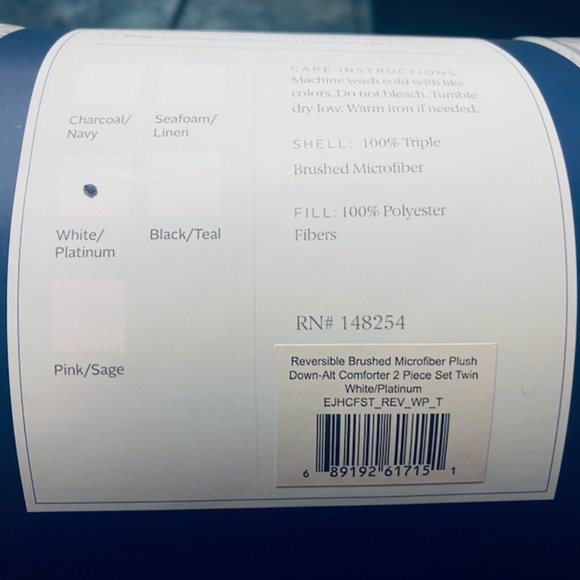 Charcoal/
Navy
Seafoam/
Linen
White/
Platinum
Black/Teal
Pink/Sage
CARE INSTRUCTIONS:
Machine wash cold with like
colors. Do not bleach. Tumble
dry low. Warm iron if needed.
SHELL: 100% Triple
Brushed Microfiber
FILL: 100% Polyester
Fibers
RN# 148254
Reversible Brushed Microfiber Plush
Down-Alt Comforter 2 Piece Set Twin
White/Platinum
EJHCFST_REV_WP_T
6 89192 61715 1